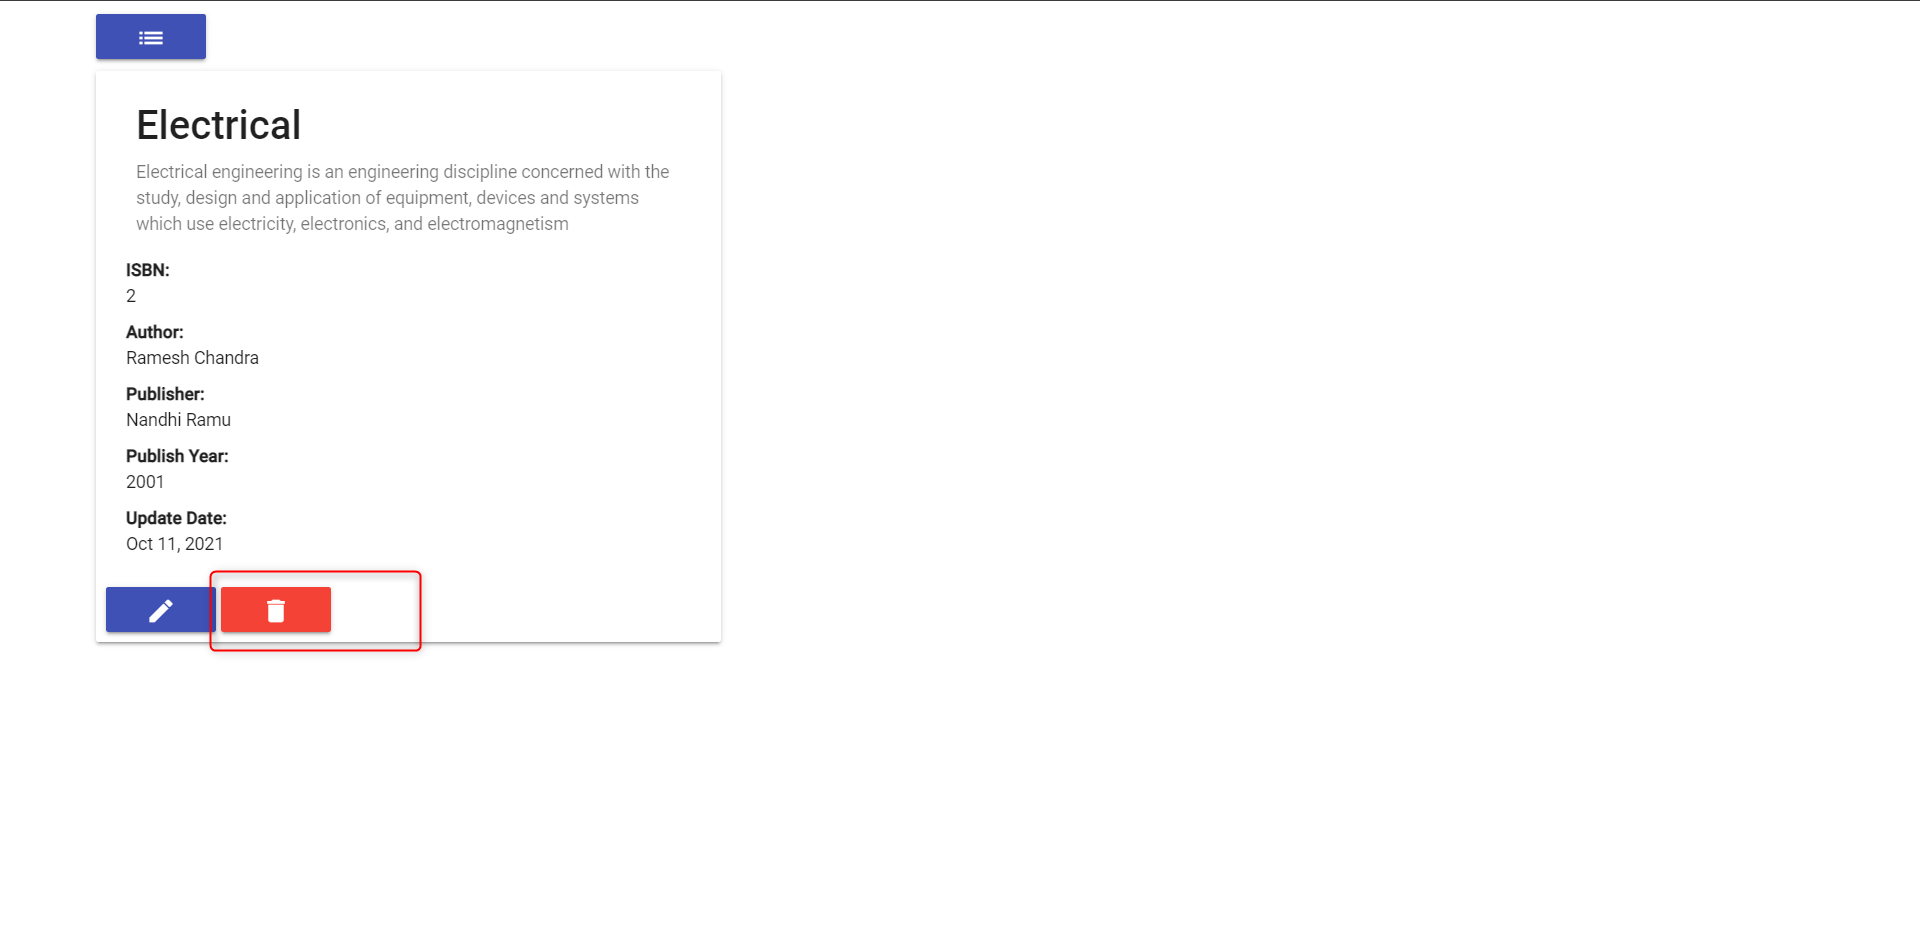 Electrical
Electrical engineering is an engineering discipline concerned with the
study, design and application of equipment, devices and systems
which use electricity, electronics, and electromagnetism
ISBN:
2
Author:
Ramesh Chandra
Publisher:
Nandhi Ramu
Publish Year:
2001
Update Date:
Oct 11, 2021